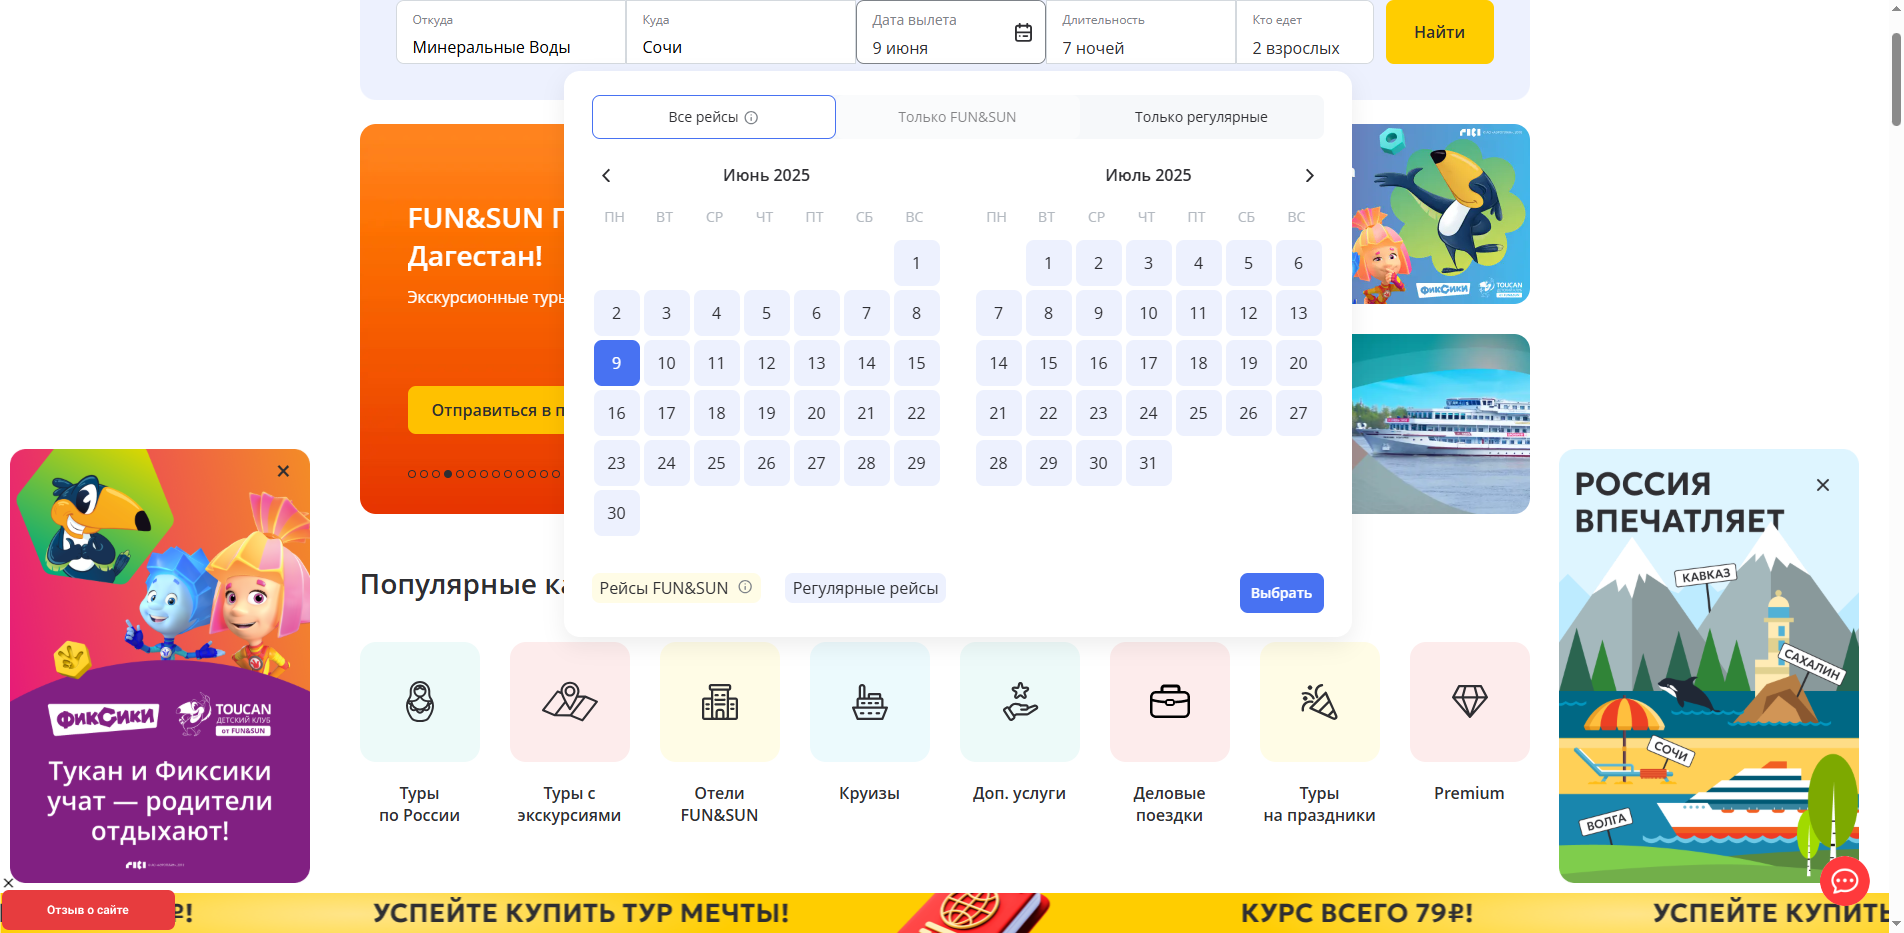 Откуда
Минеральные Воды
Куда
Сочи
Дата вылета
9 июня
Длительность
7 ночей
Кто едет
2 взрослых
Найти
Все рейсы
Только FUN&SUN
Только регулярные
Июнь 2025
ПН ВТ СР ЧТ ПТ СБ ВС
1
2 3 4 5 6 7 8
9 10 11 12 13 14 15
16 17 18 19 20 21 22
23 24 25 26 27 28 29
30
Июль 2025
ПН ВТ СР ЧТ ПТ СБ ВС
1 2 3 4 5 6
7 8 9 10 11 12 13
14 15 16 17 18 19 20
21 22 23 24 25 26 27
28 29 30 31
Рейсы FUN&SUN
Регулярные рейсы
Выбрать
FUN&SUN
Дагестан!
Экскурсионные туры
Отправиться в п
ФИКСИКИ
TOUCAN
Популярные ка
Туры
по России
Туры с
экскурсиями
Отели
FUN&SUN
Круизы
Доп. услуги
Деловые
поездки
Туры
на праздники
Premium
ФИКСИКИ
TOUCAN
ДЕТСКИЙ КЛУБ
ОТ FUN&SUN
Тукан и Фиксики
учат — родители
отдыхают!
РОССИЯ
ВПЕЧАТЛЯЕТ
КАВКАЗ
САХАЛИН
СОЧИ
ВОЛГА
Отзыв о сайте
₽!
УСПЕЙТЕ КУПИТЬ ТУР МЕЧТЫ!
КУРС ВСЕГО 79₽!
УСПЕЙТЕ КУПИТЬ